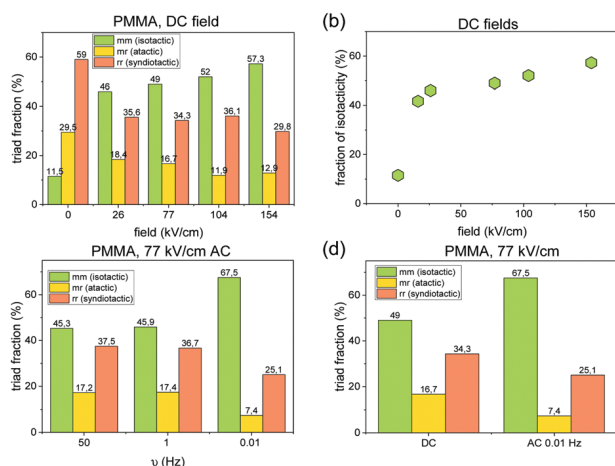 PMMA, DC field
mm (isotactic)
mr (atactic)
rr (syndiotactic)
triad fraction (%)
60
40
20
0
11,5
29,5
59
46
18,4
35,6
49
16,7
34,3
52
11,9
36,1
57,3
12,9
29,8
0 26 77 104 154
field (kV/cm)
(b)
DC fields
fraction of isotacticity (%)
60
40
20
0
0 50 100 150
field (kV/cm)
PMMA, 77 kV/cm AC
mm (isotactic)
mr (atactic)
rr (syndiotactic)
triad fraction (%)
60
40
20
0
45,3
17,2
37,5
45,9
17,4
36,7
67,5
7,4
25,1
50 1 0.01
υ (Hz)
(d)
PMMA, 77 kV/cm
mm (isotactic)
mr (atactic)
rr (syndiotactic)
triad fraction (%)
60
40
20
0
49
16,7
34,3
67,5
7,4
25,1
DC AC 0.01 Hz